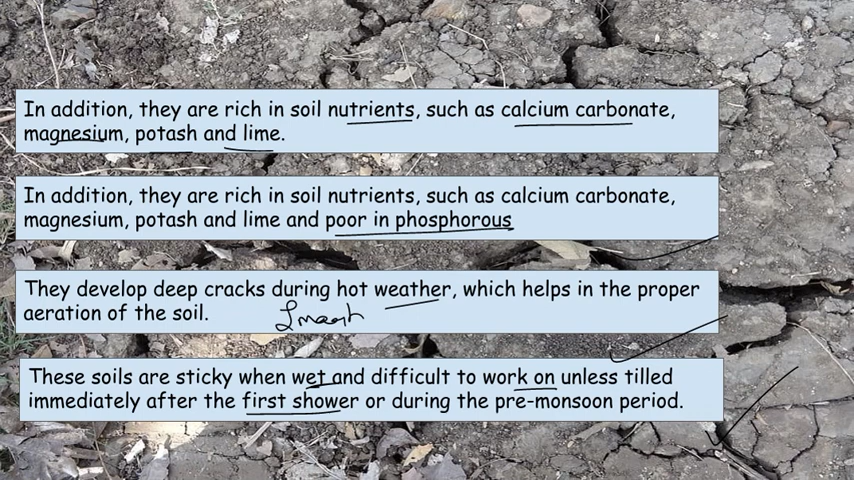 In addition, they are rich in soil nutrients, such as calcium carbonate,
magnesium, potash and lime.
In addition, they are rich in soil nutrients, such as calcium carbonate,
magnesium, potash and lime and poor in phosphorous
They develop deep cracks during hot weather, which helps in the proper
aeration of the soil.
These soils are sticky when wet and difficult to work on unless tilled
immediately after the first shower or during the pre-monsoon period.